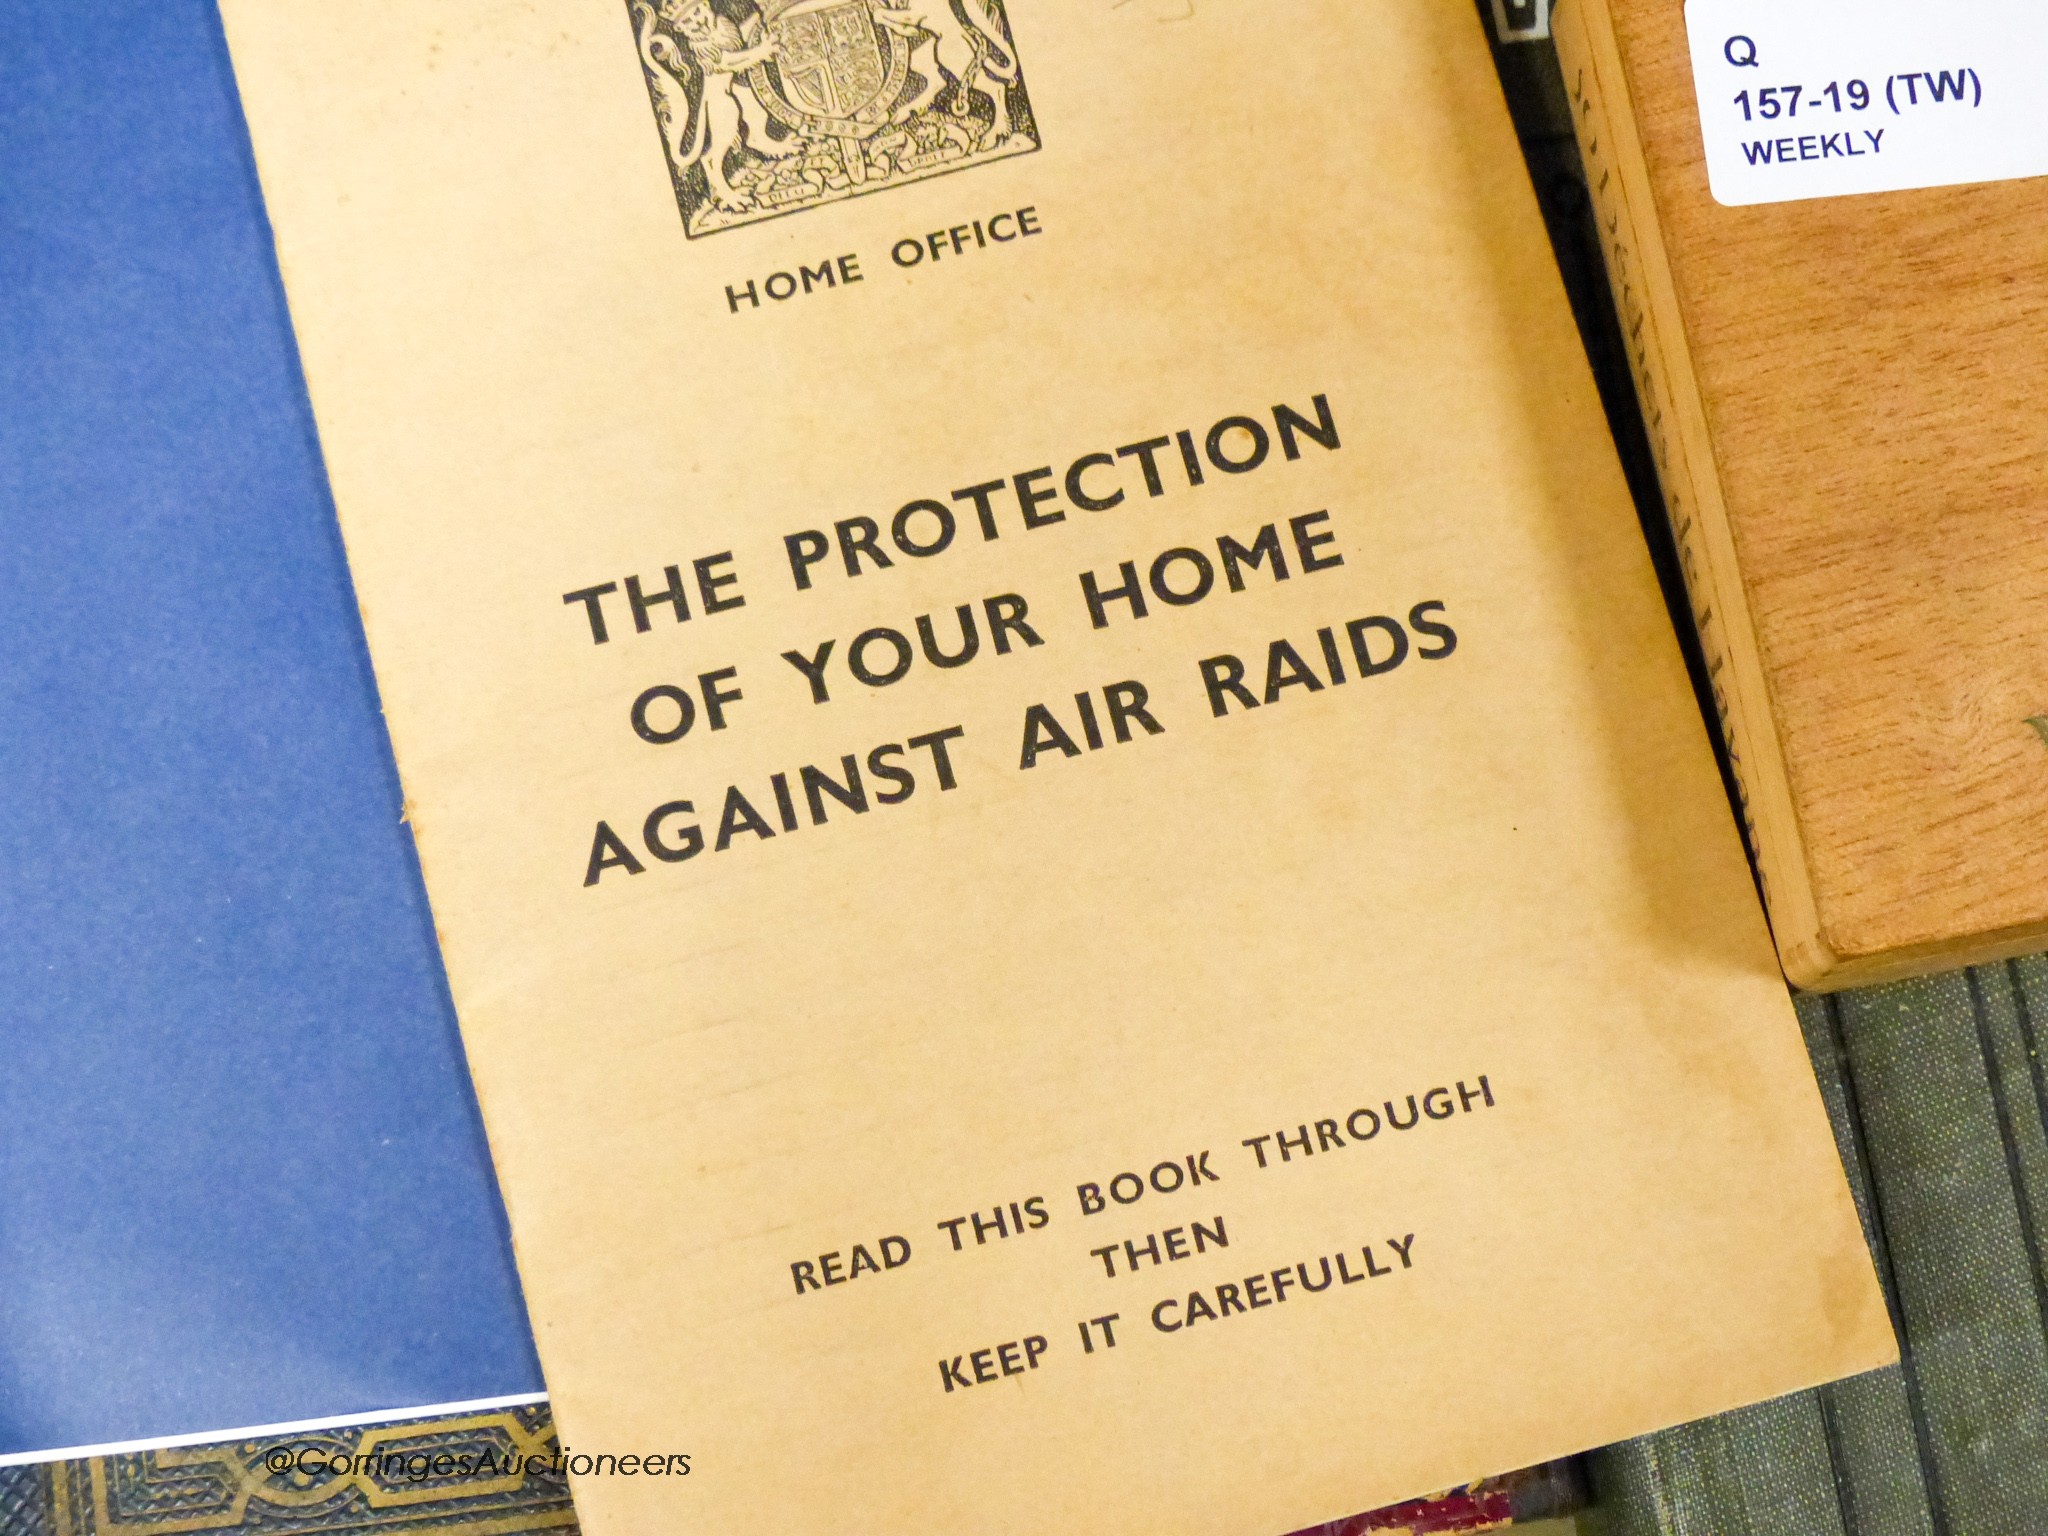 HOME OFFICE
THE PROTECTION
OF YOUR HOME
AGAINST AIR RAIDS
READ THIS BOOK THROUGH
THEN
KEEP IT CAREFULLY
Q
157-19 (TW)
WEEKLY
@GorringesAuctioneers